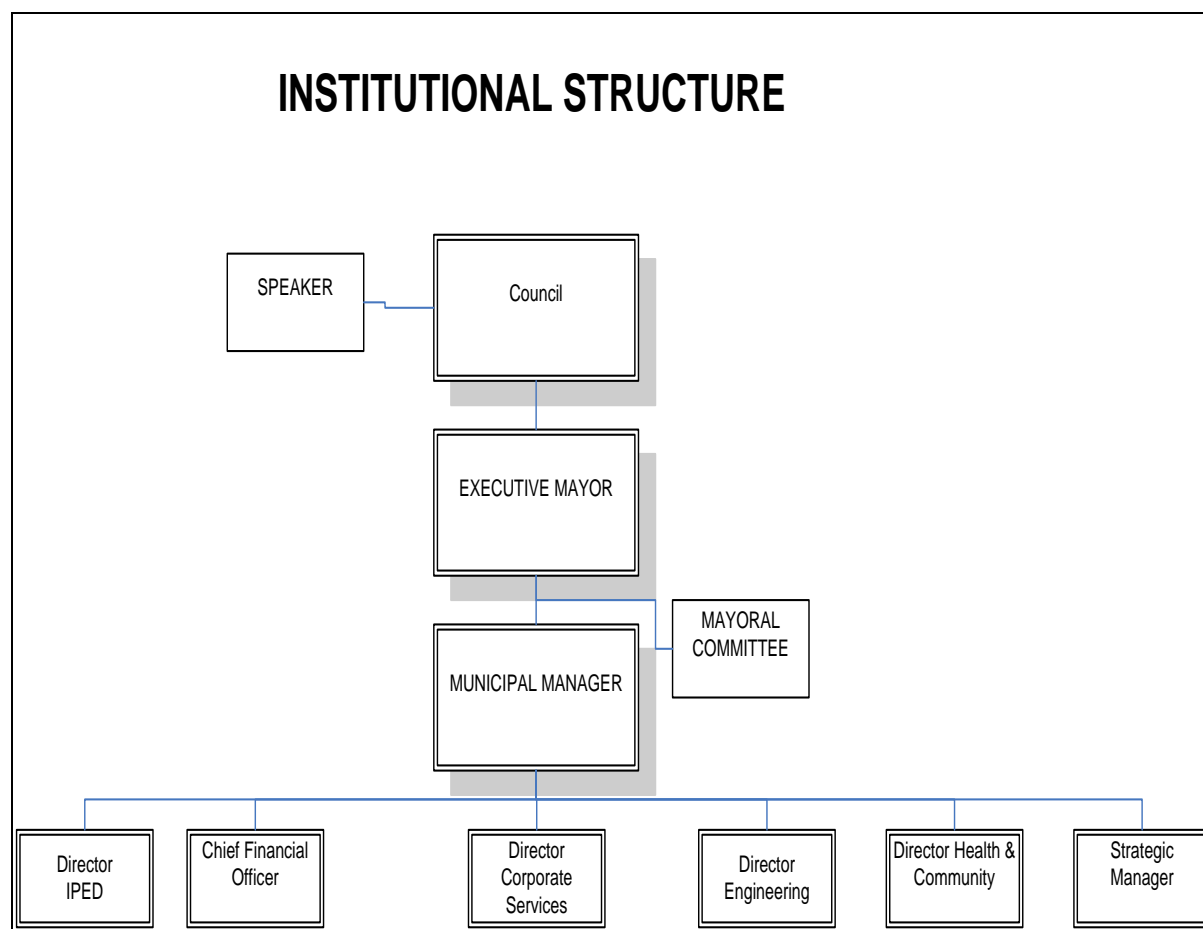 INSTITUTIONAL STRUCTURE
SPEAKER
Council
EXECUTIVE MAYOR
MAYORAL
COMMITTEE
MUNICIPAL MANAGER
Director
IPED
Chief Financial
Officer
Director
Corporate
Services
Director
Engineering
Director Health &
Community
Strategic
Manager